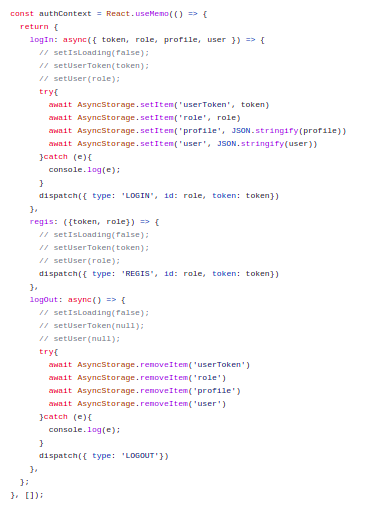 const authContext = React.useMemo(() => {
  return {
    logIn: async({ token, role, profile, user }) => {
      // setIsLoading(false);
      // setUserToken(token);
      // setUser(role);
      try{
        await AsyncStorage.setItem('userToken', token)
        await AsyncStorage.setItem('role', role)
        await AsyncStorage.setItem('profile', JSON.stringify(profile))
        await AsyncStorage.setItem('user', JSON.stringify(user))
      }catch (e){
        console.log(e);
      }
      dispatch({ type: 'LOGIN', id: role, token: token})
    },
    regis: ({token, role}) => {
      // setIsLoading(false);
      // setUserToken(token);
      // setUser(role);
      dispatch({ type: 'REGIS', id: role, token: token})
    },
    logOut: async() => {
      // setIsLoading(false);
      // setUserToken(null);
      // setUser(null);
      try{
        await AsyncStorage.removeItem('userToken')
        await AsyncStorage.removeItem('role')
        await AsyncStorage.removeItem('profile')
        await AsyncStorage.removeItem('user')
      }catch (e){
        console.log(e);
      }
      dispatch({ type: 'LOGOUT'})
    },
  };
}, []);